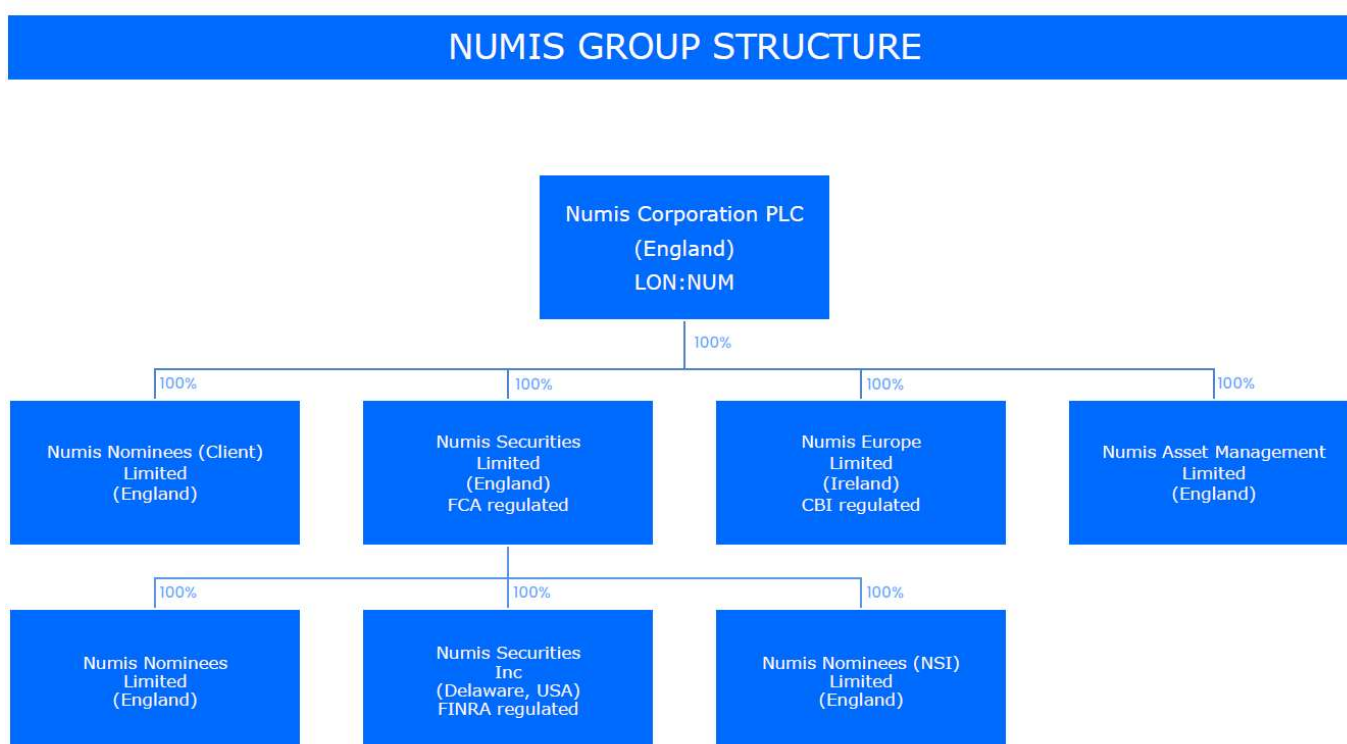 NUMIS GROUP STRUCTURE
Numis Corporation PLC
(England)
LON:NUM
100%
100%
100%
100%
100%
Numis Nominees (Client)
Limited
(England)
Numis Securities
Limited
(England)
FCA regulated
Numis Europe
Limited
(Ireland)
CBI regulated
Numis Asset Management
Limited
(England)
100%
100%
100%
Numis Nominees
Limited
(England)
Numis Securities
Inc
(Delaware, USA)
FINRA regulated
Numis Nominees (NSI)
Limited
(England)